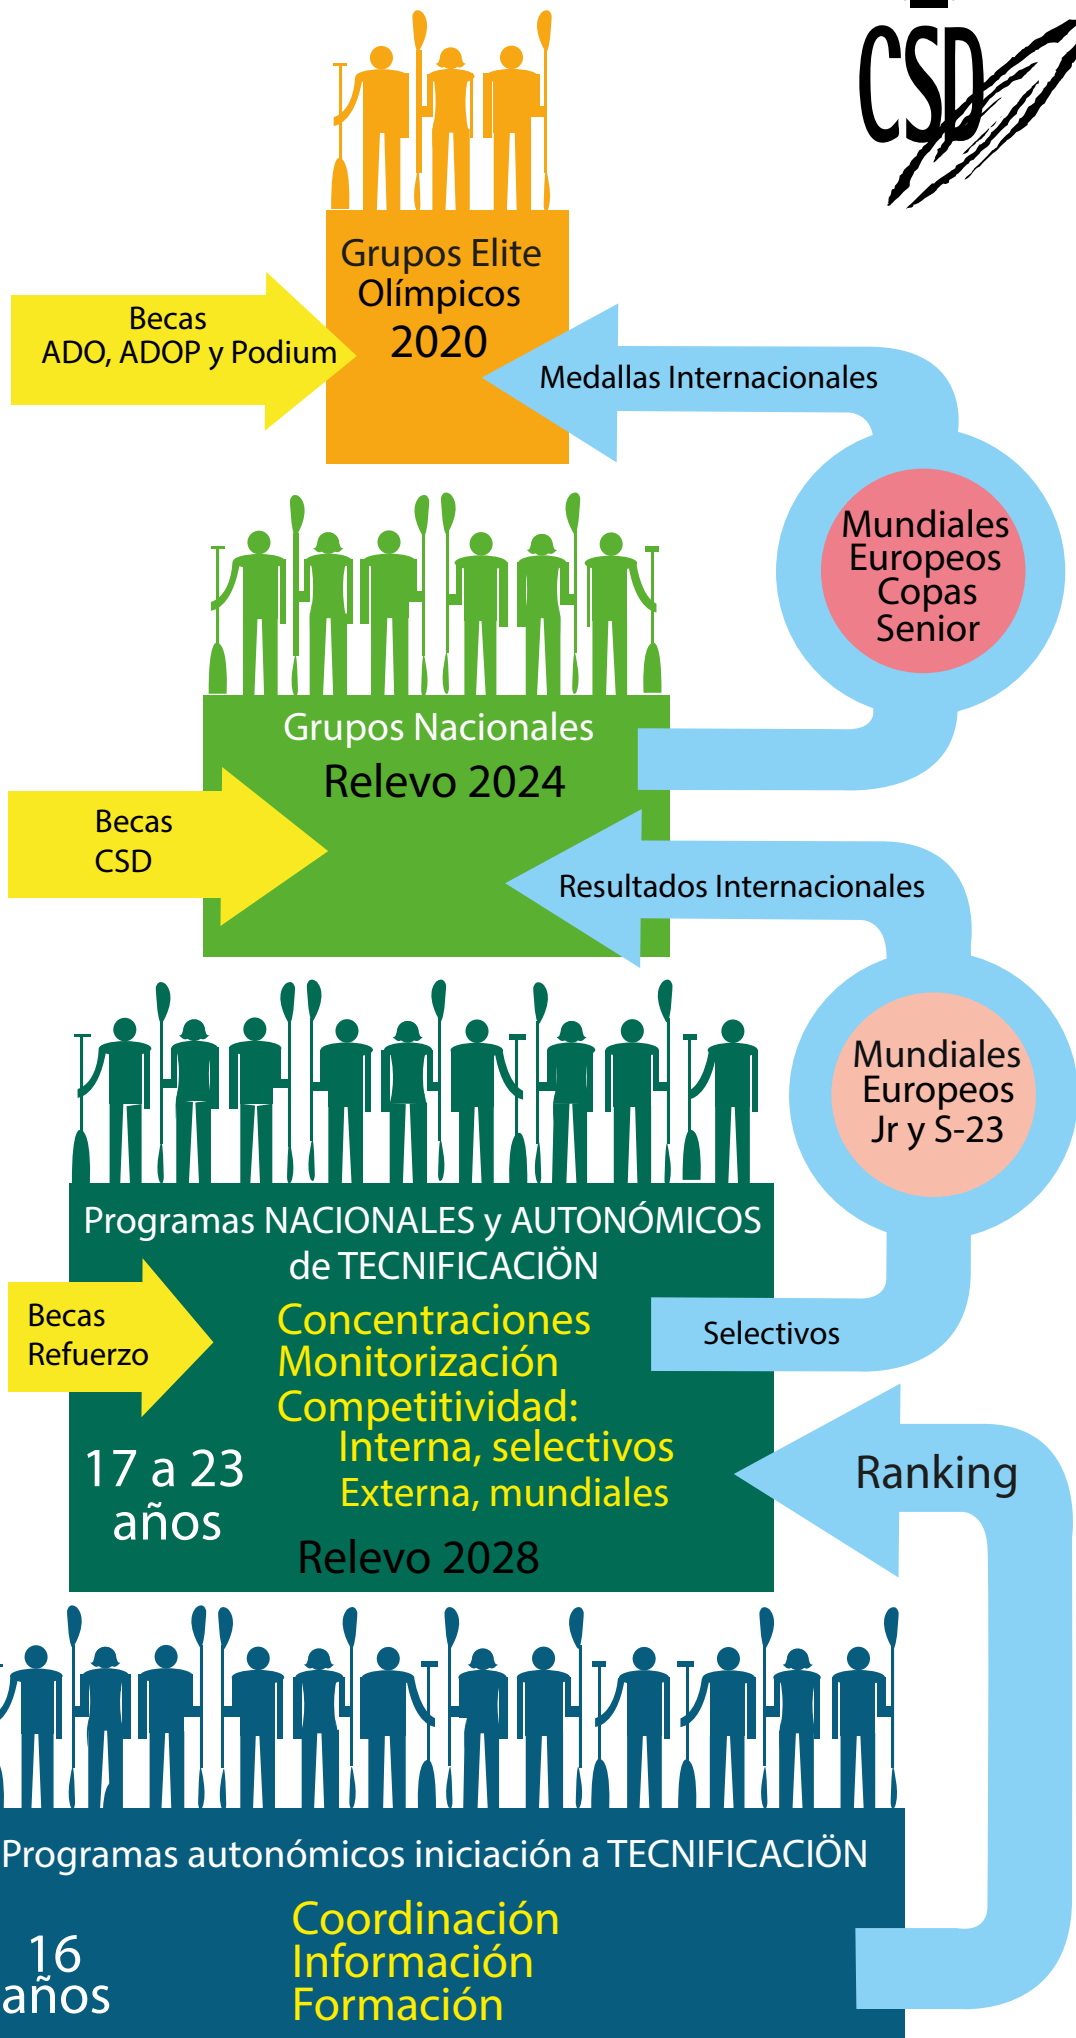 CSD
Grupos Elite
Olímpicos
2020
Becas
ADO, ADOP y Podium
Medallas Internacionales
Mundiales
Europeos
Copas
Senior
Grupos Nacionales
Relevo 2024
Becas
CSD
Resultados Internacionales
Mundiales
Europeos
Jr y S-23
Programas NACIONALES y AUTONÓMICOS
de TECNIFICACIÖN
Becas
Refuerzo
Concentraciones
Monitorización
Competitividad:
Interna, selectivos
Externa, mundiales
Selectivos
17 a 23
años
Relevo 2028
Ranking
Programas autonómicos iniciación a TECNIFICACIÖN
16
años
Coordinación
Información
Formación